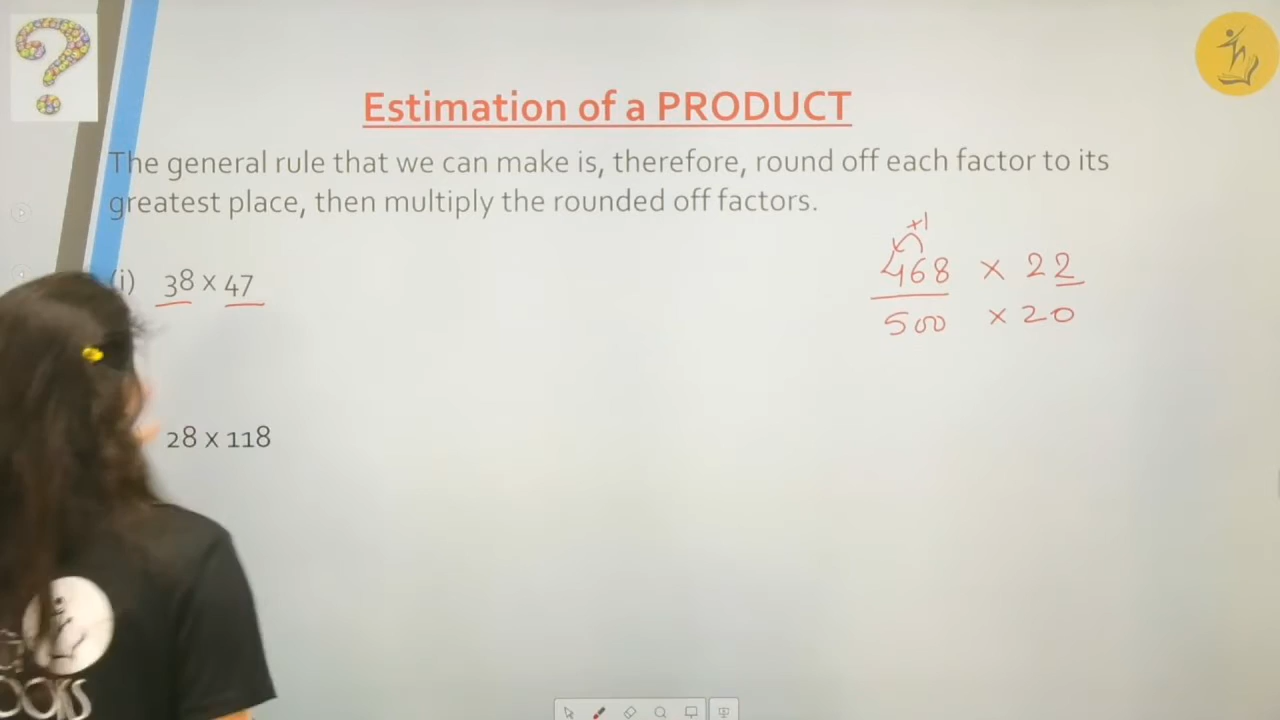 Estimation of a PRODUCT
The general rule that we can make is, therefore, round off each factor to its
greatest place, then multiply the rounded off factors.
+1
468 × 22
500 × 20
(i) 38 x 47
28 x 118